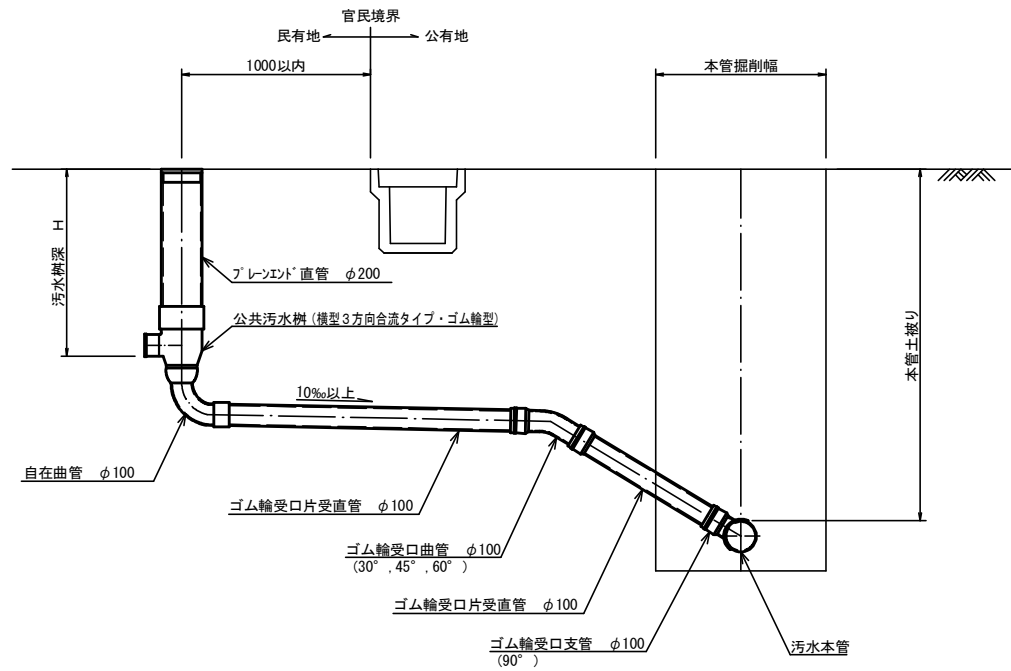 官民境界
民有地
公有地
1000以内
本管掘削幅
汚水桝深 H
プレーンエンド直管 φ200
公共汚水桝(横型3方向合流タイプ・ゴム輪型)
本管土被り
10‰以上
自在曲管 φ100
ゴム輪受口片受直管 φ100
ゴム輪受口曲管 φ100
(30°,45°,60°)
ゴム輪受口片受直管 φ100
ゴム輪受口支管 φ100
(90°)
汚水本管